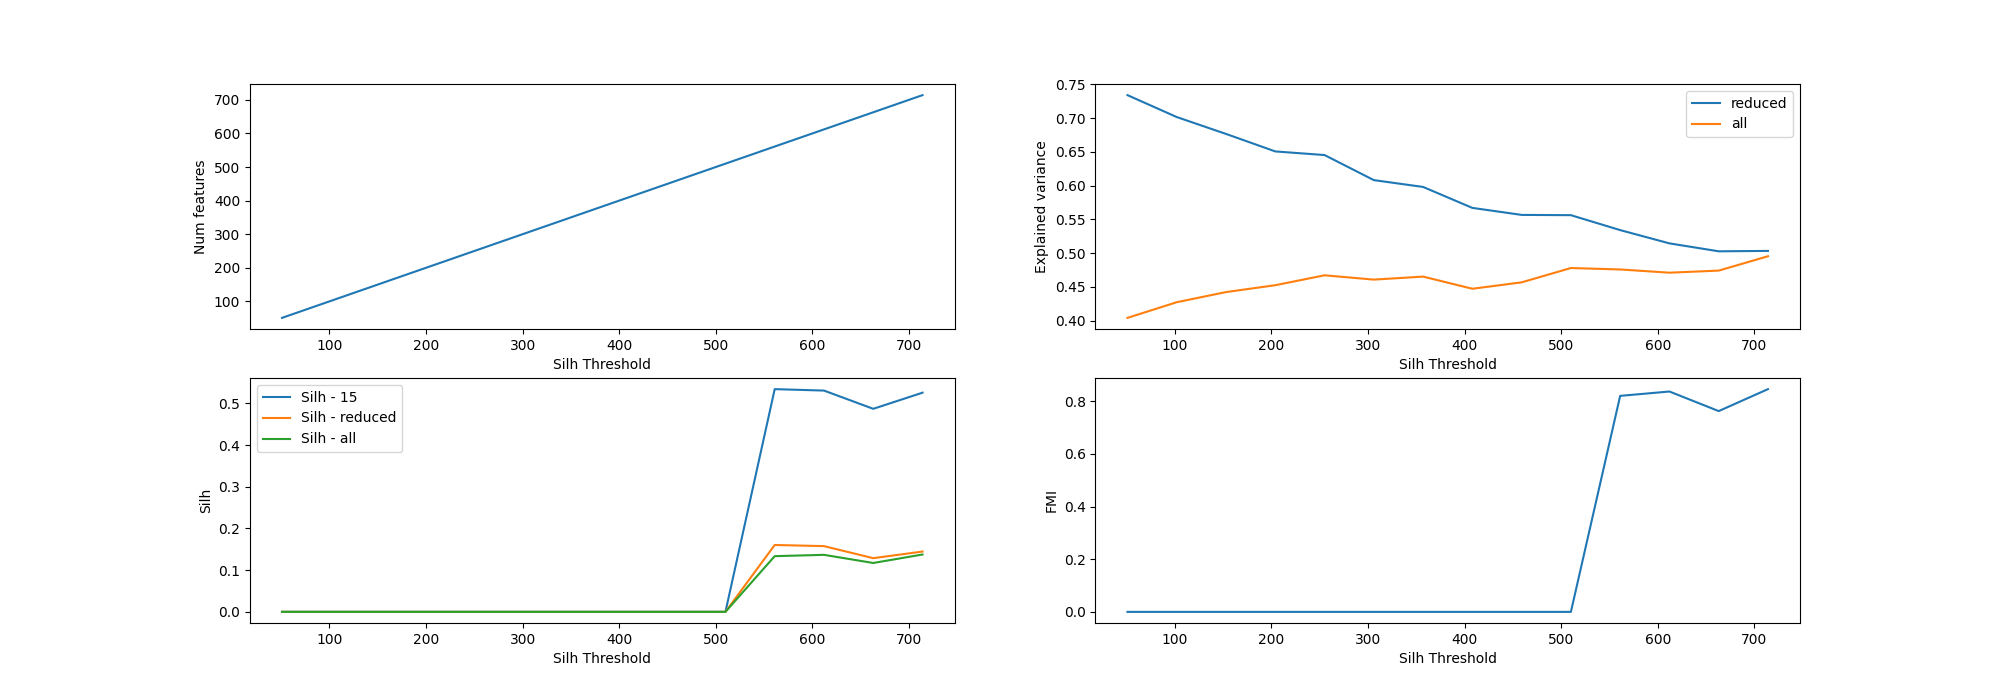 700
600
500
400
300
200
100
Num features
100 200 300 400 500 600 700
Silh Threshold
0.75
0.70
0.65
0.60
0.55
0.50
0.45
0.40
Explained variance
reduced
all
100 200 300 400 500 600 700
Silh Threshold
0.5
0.4
0.3
0.2
0.1
0.0
Silh
Silh - 15
Silh - reduced
Silh - all
100 200 300 400 500 600 700
Silh Threshold
0.8
0.6
0.4
0.2
0.0
FMI
100 200 300 400 500 600 700
Silh Threshold